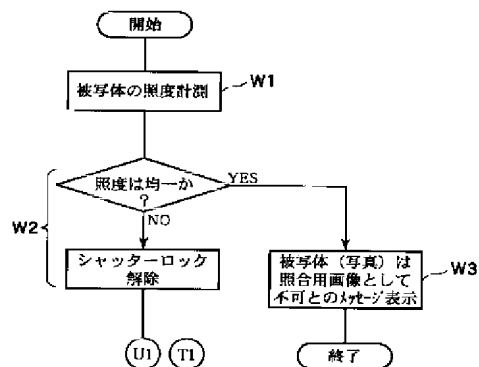 開始
被写体の照度計測
W1
照度は均一か
?
YES
NO
W2
シャッターロック
解除
被写体（写真）は
照合用画像として
不可とのメッセージ表示
W3
U1
T1
終了